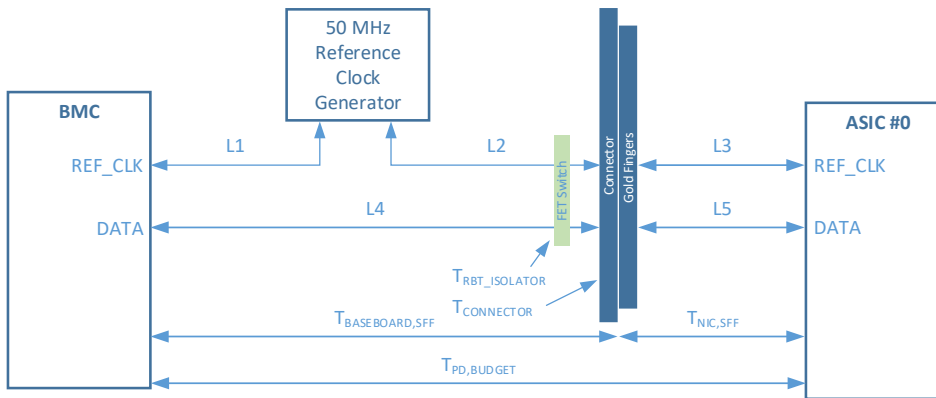 50 MHz
Reference
Clock
Generator
BMC
ASIC #0
L1
L2
L3
REF_CLK
REF_CLK
Connector
Gold Fingers
FET Switch
L4
L5
DATA
DATA
TRBT_ISOLATOR
TCONNECTOR
TBASEBOARD,SFF
TNIC,SFF
TPD,BUDGET